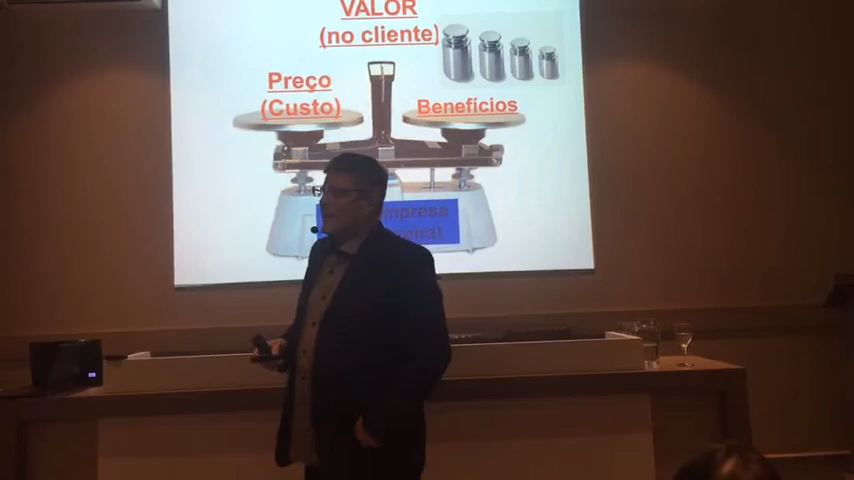 VALOR
(no cliente)
Preço
(Custo)
Benefícios